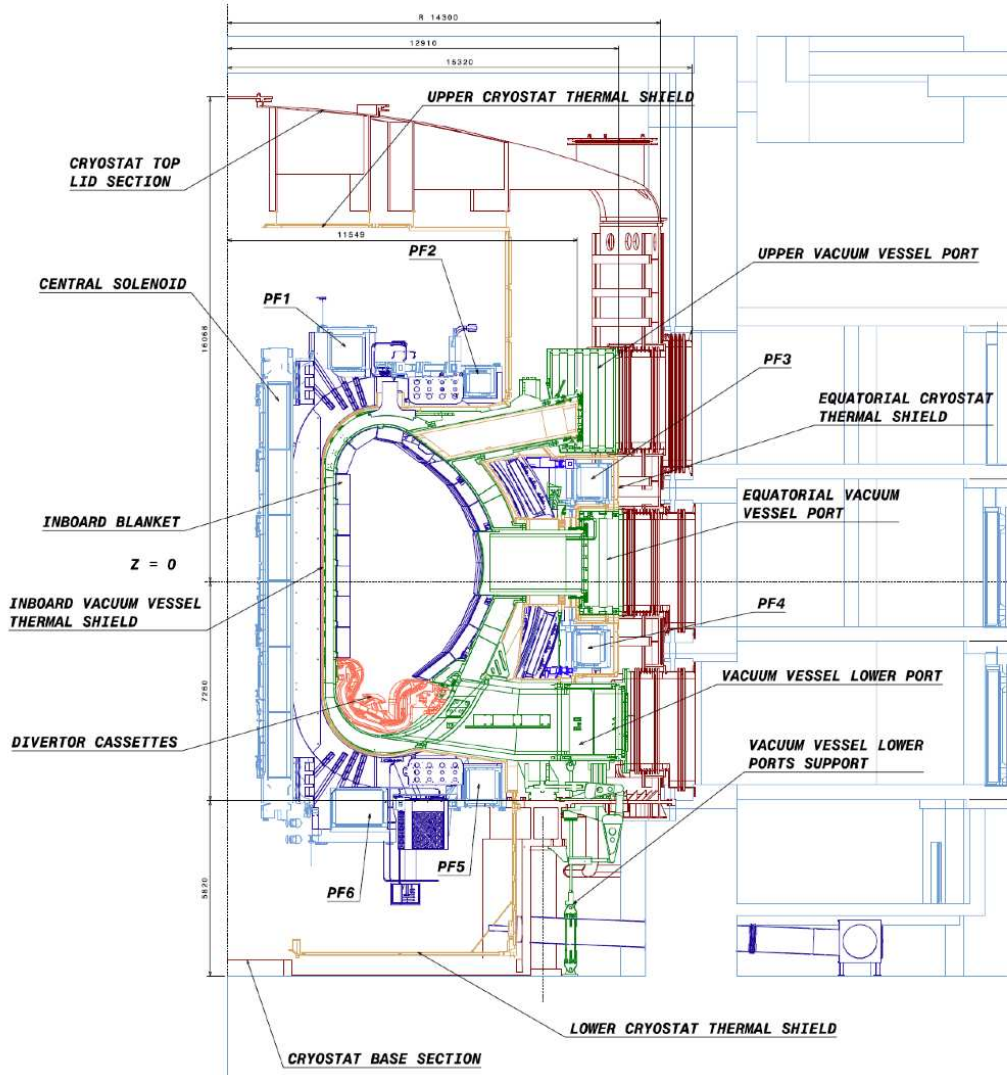 R 14300
12910
15320
UPPER CRYOSTAT THERMAL SHIELD
CRYOSTAT TOP
LID SECTION
11549
PF2
UPPER VACUUM VESSEL PORT
CENTRAL SOLENOID
PF1
16068
PF3
EQUATORIAL CRYOSTAT
THERMAL SHIELD
EQUATORIAL VACUUM
VESSEL PORT
INBOARD BLANKET
Z = 0
INBOARD VACUUM VESSEL
THERMAL SHIELD
PF4
7250
VACUUM VESSEL LOWER PORT
DIVERTOR CASSETTES
VACUUM VESSEL LOWER
PORTS SUPPORT
PF5
PF6
5820
LOWER CRYOSTAT THERMAL SHIELD
CRYOSTAT BASE SECTION